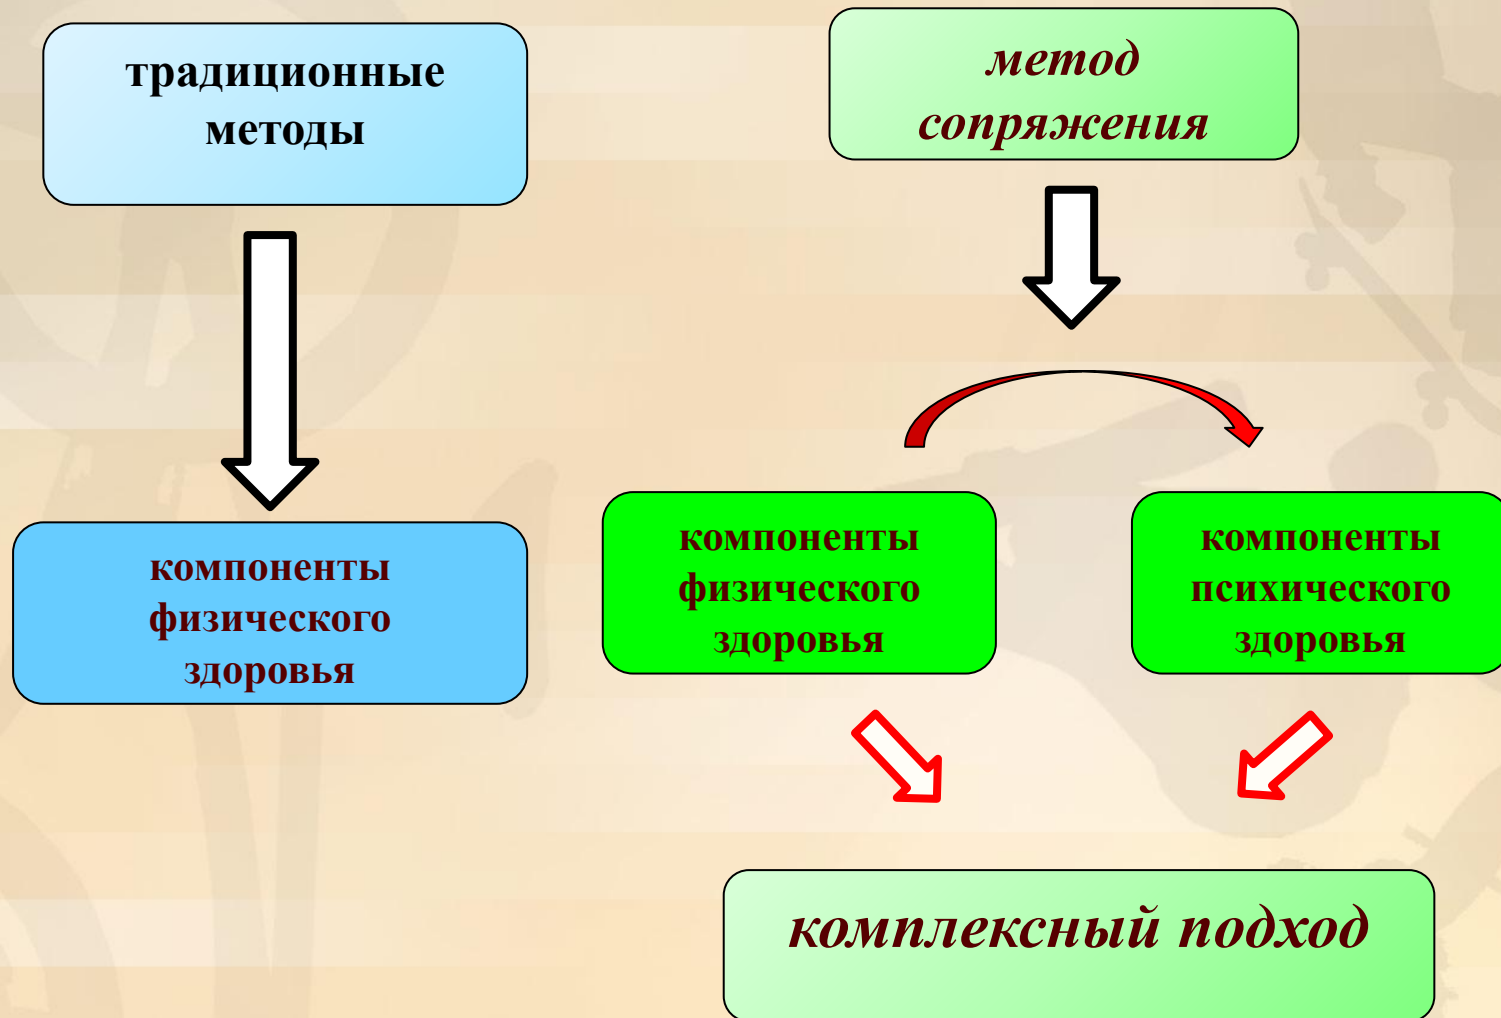 традиционные
методы
метод
сопряжения
компоненты
физического
здоровья
компоненты
физического
здоровья
компоненты
психического
здоровья
комплексный подход